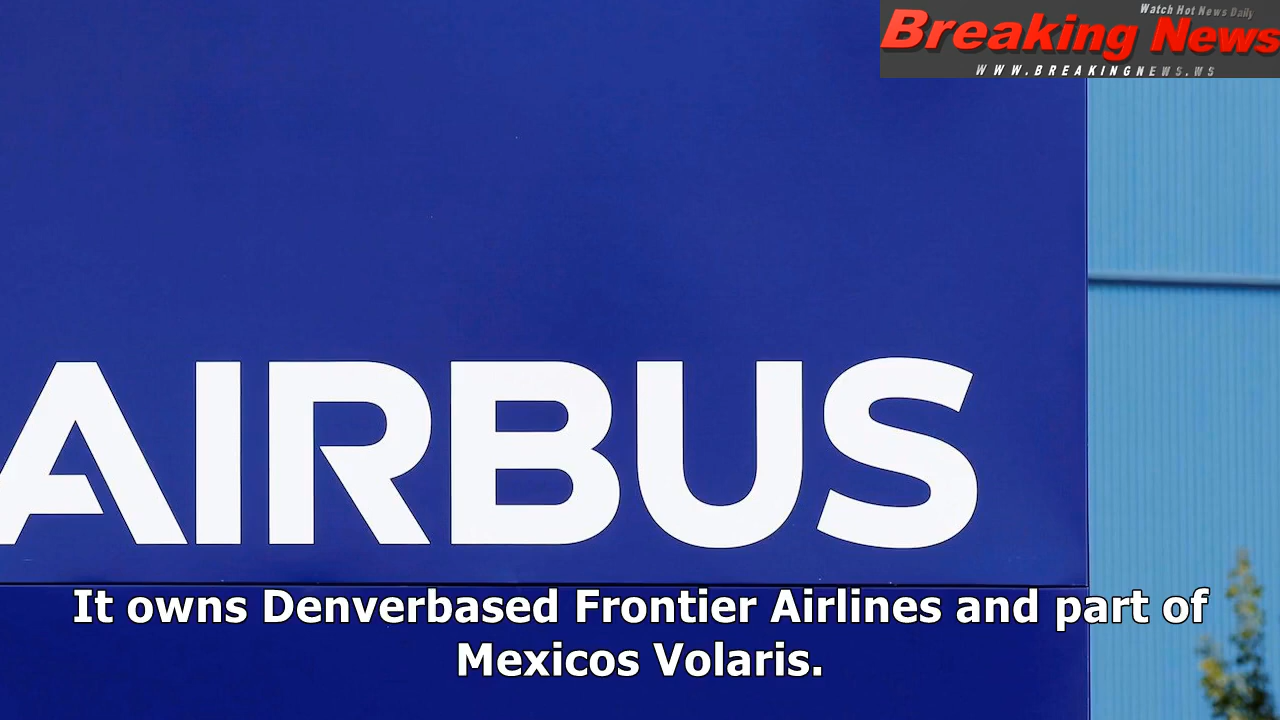 Watch Hot News Daily
Breaking News
WWW.BREAKINGNEWS.WS
AIRBUS
It owns Denverbased Frontier Airlines and part of
Mexicos Volaris.